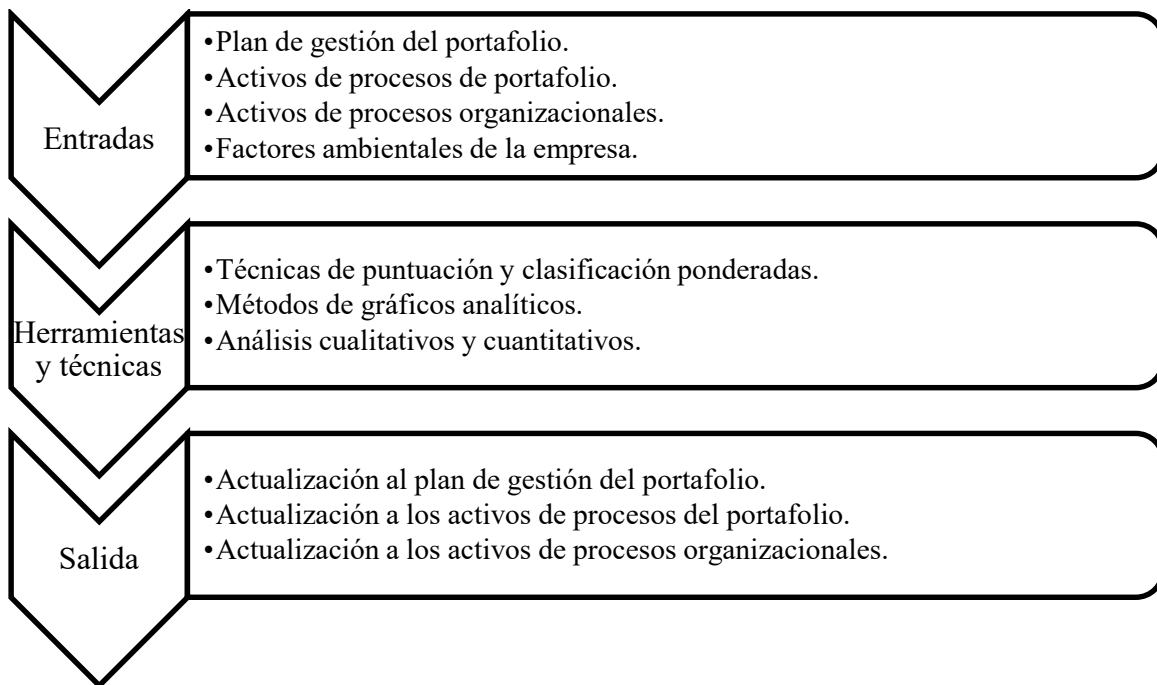 Entradas
•Plan de gestión del portafolio.
•Activos de procesos de portafolio.
•Activos de procesos organizacionales.
•Factores ambientales de la empresa.
Herramientas
y técnicas
•Técnicas de puntuación y clasificación ponderadas.
•Métodos de gráficos analíticos.
•Análisis cualitativos y cuantitativos.
Salida
•Actualización al plan de gestión del portafolio.
•Actualización a los activos de procesos del portafolio.
•Actualización a los activos de procesos organizacionales.